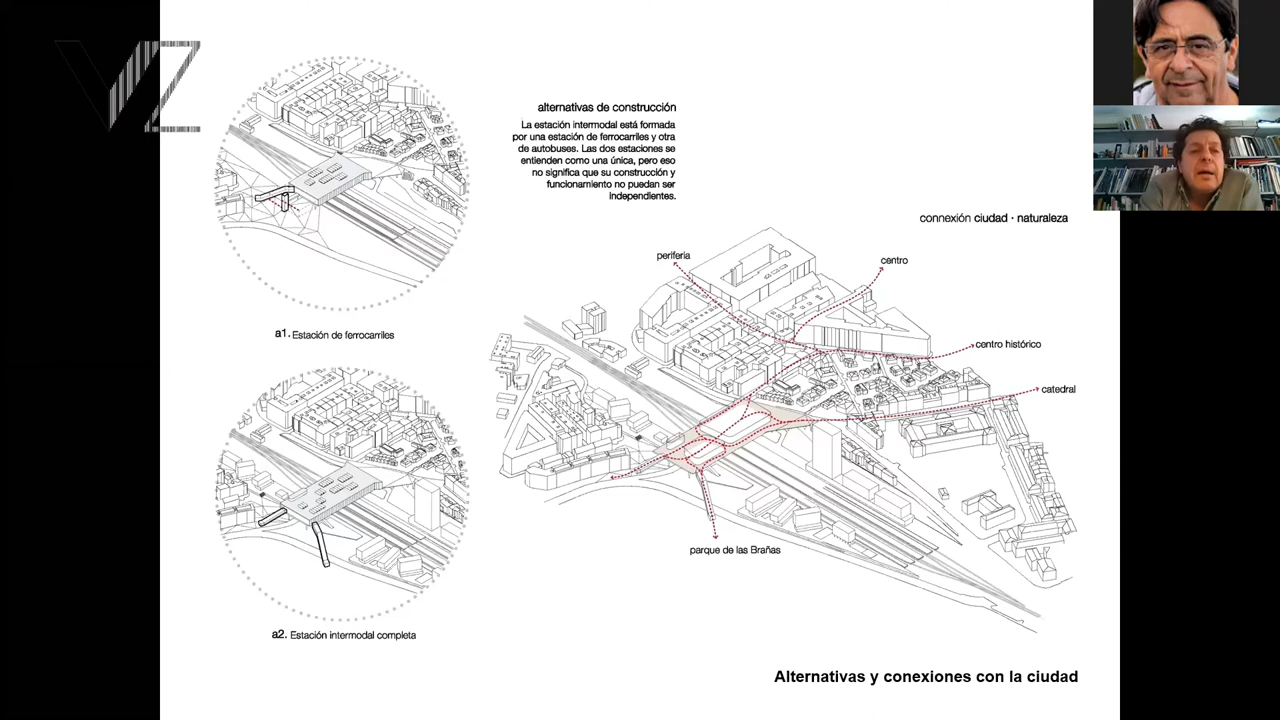 VZ
alternativas de construcción
La estación intermodal está formada
por una estación de ferrocarriles y otra
de autobuses. Las dos estaciones se
entienden como una única, pero eso
no significa que su construcción y
funcionamiento no puedan ser
independientes.
connexión ciudad · naturaleza
periferia
centro
centro histórico
catedral
parque de las Brañas
a1. Estación de ferrocarriles
a2. Estación intermodal completa
Alternativas y conexiones con la ciudad